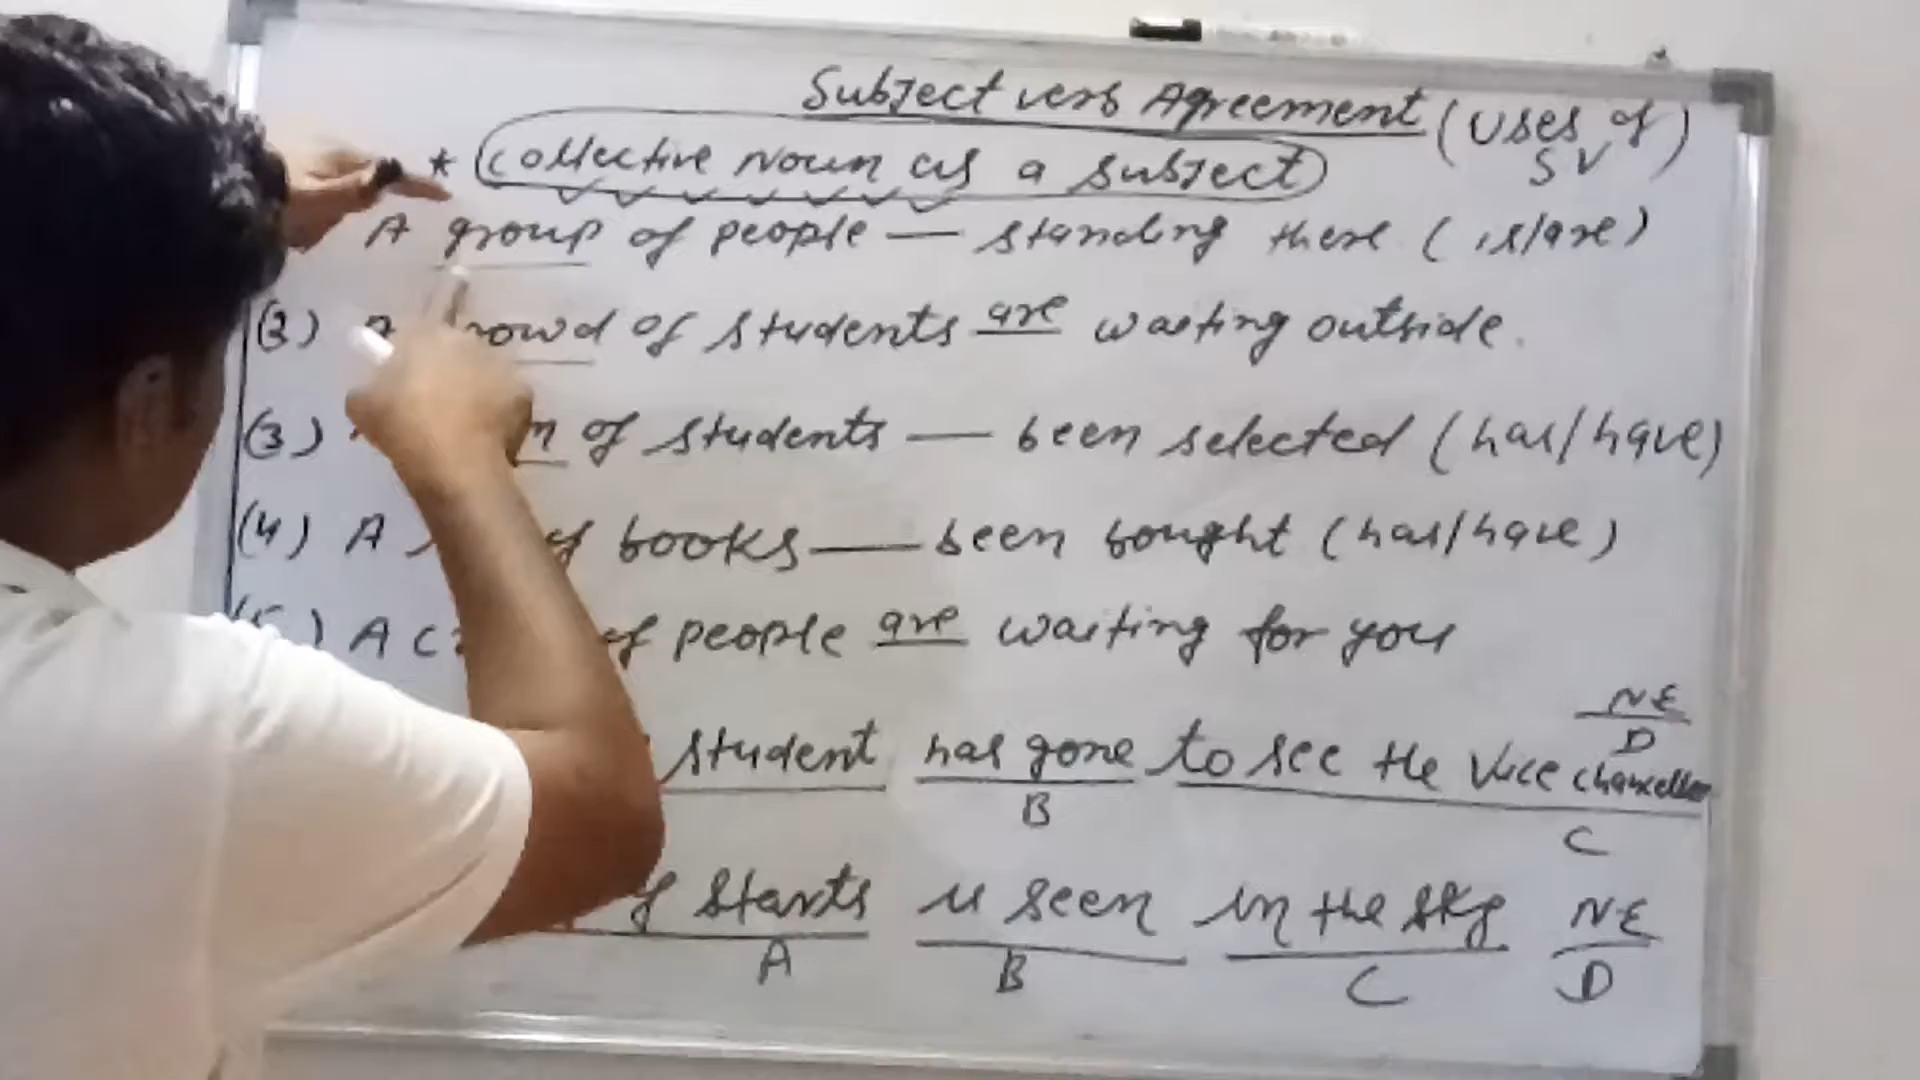 Subject verb Agreement (Uses of SV)
* Collective Noun as a subject
A group of people — standing there (is/are)
(2) A crowd of students are waiting outside.
(3) of students — been selected (has/have)
(4) A of books — been bought (has/have)
(5) A of people are waiting for you
NE
D
student has gone to see the Vice chancellor
B C
of starts is seen in the sky NE
A B C D